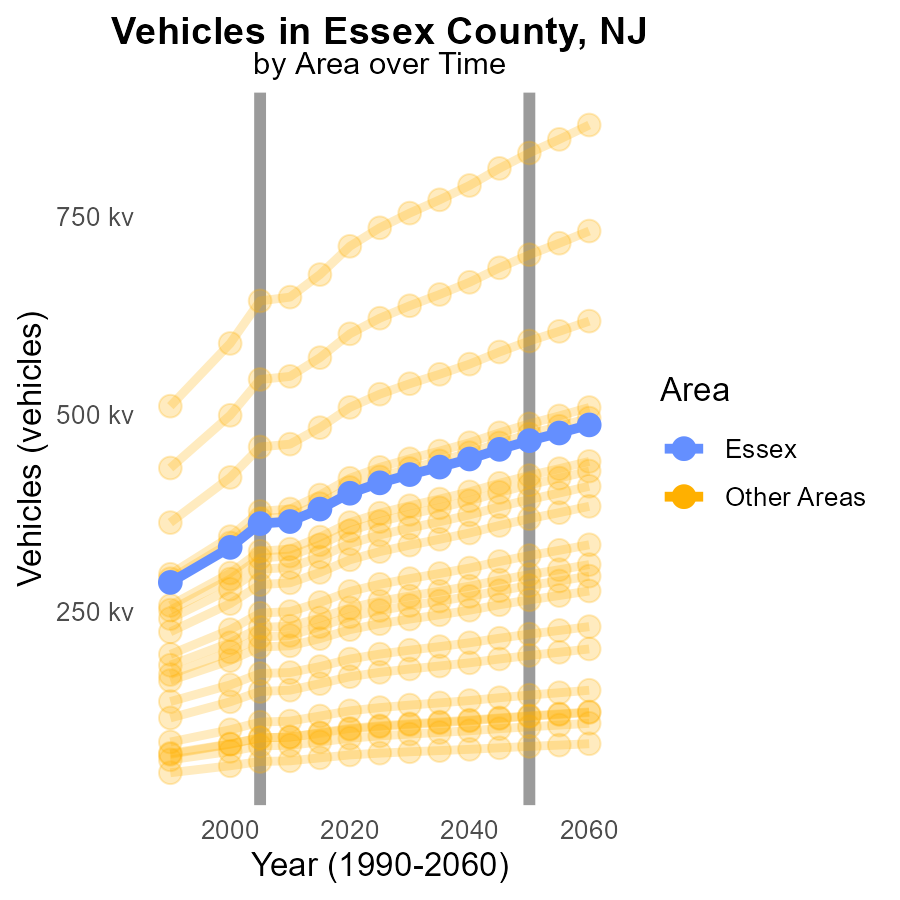 Vehicles in Essex County, NJ
by Area over Time
750 kv
500 kv
250 kv
Vehicles (vehicles)
2000
2020
2040
2060
Year (1990-2060)
Area
Essex
Other Areas